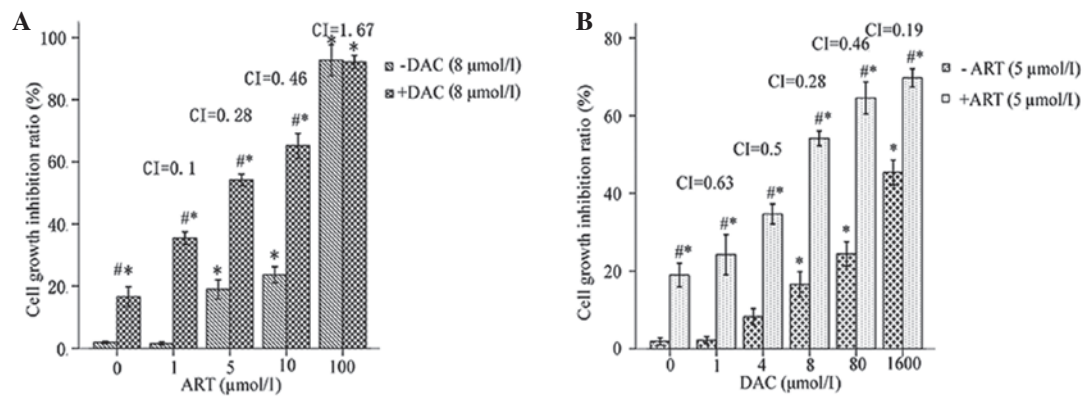 A
Cell growth inhibition ratio (%)
100
80.
60.
40.
20.
0.
CI=0.1
CI=0.28
CI=0.46
CI=1.67
#*
#*
#*
#*
*
*
*
*
-DAC (8 μmol/l)
+DAC (8 μmol/l)
0 1 5 10 100
ART (μmol/l)
B
Cell growth inhibition ratio (%)
80
60
40
20
0
CI=0.63
CI=0.5
CI=0.28
CI=0.46
CI=0.19
#*
#*
#*
#*
#*
#*
*
*
*
- ART (5 μmol/l)
+ART (5 μmol/l)
0 1 4 8 80 1600
DAC (μmol/l)